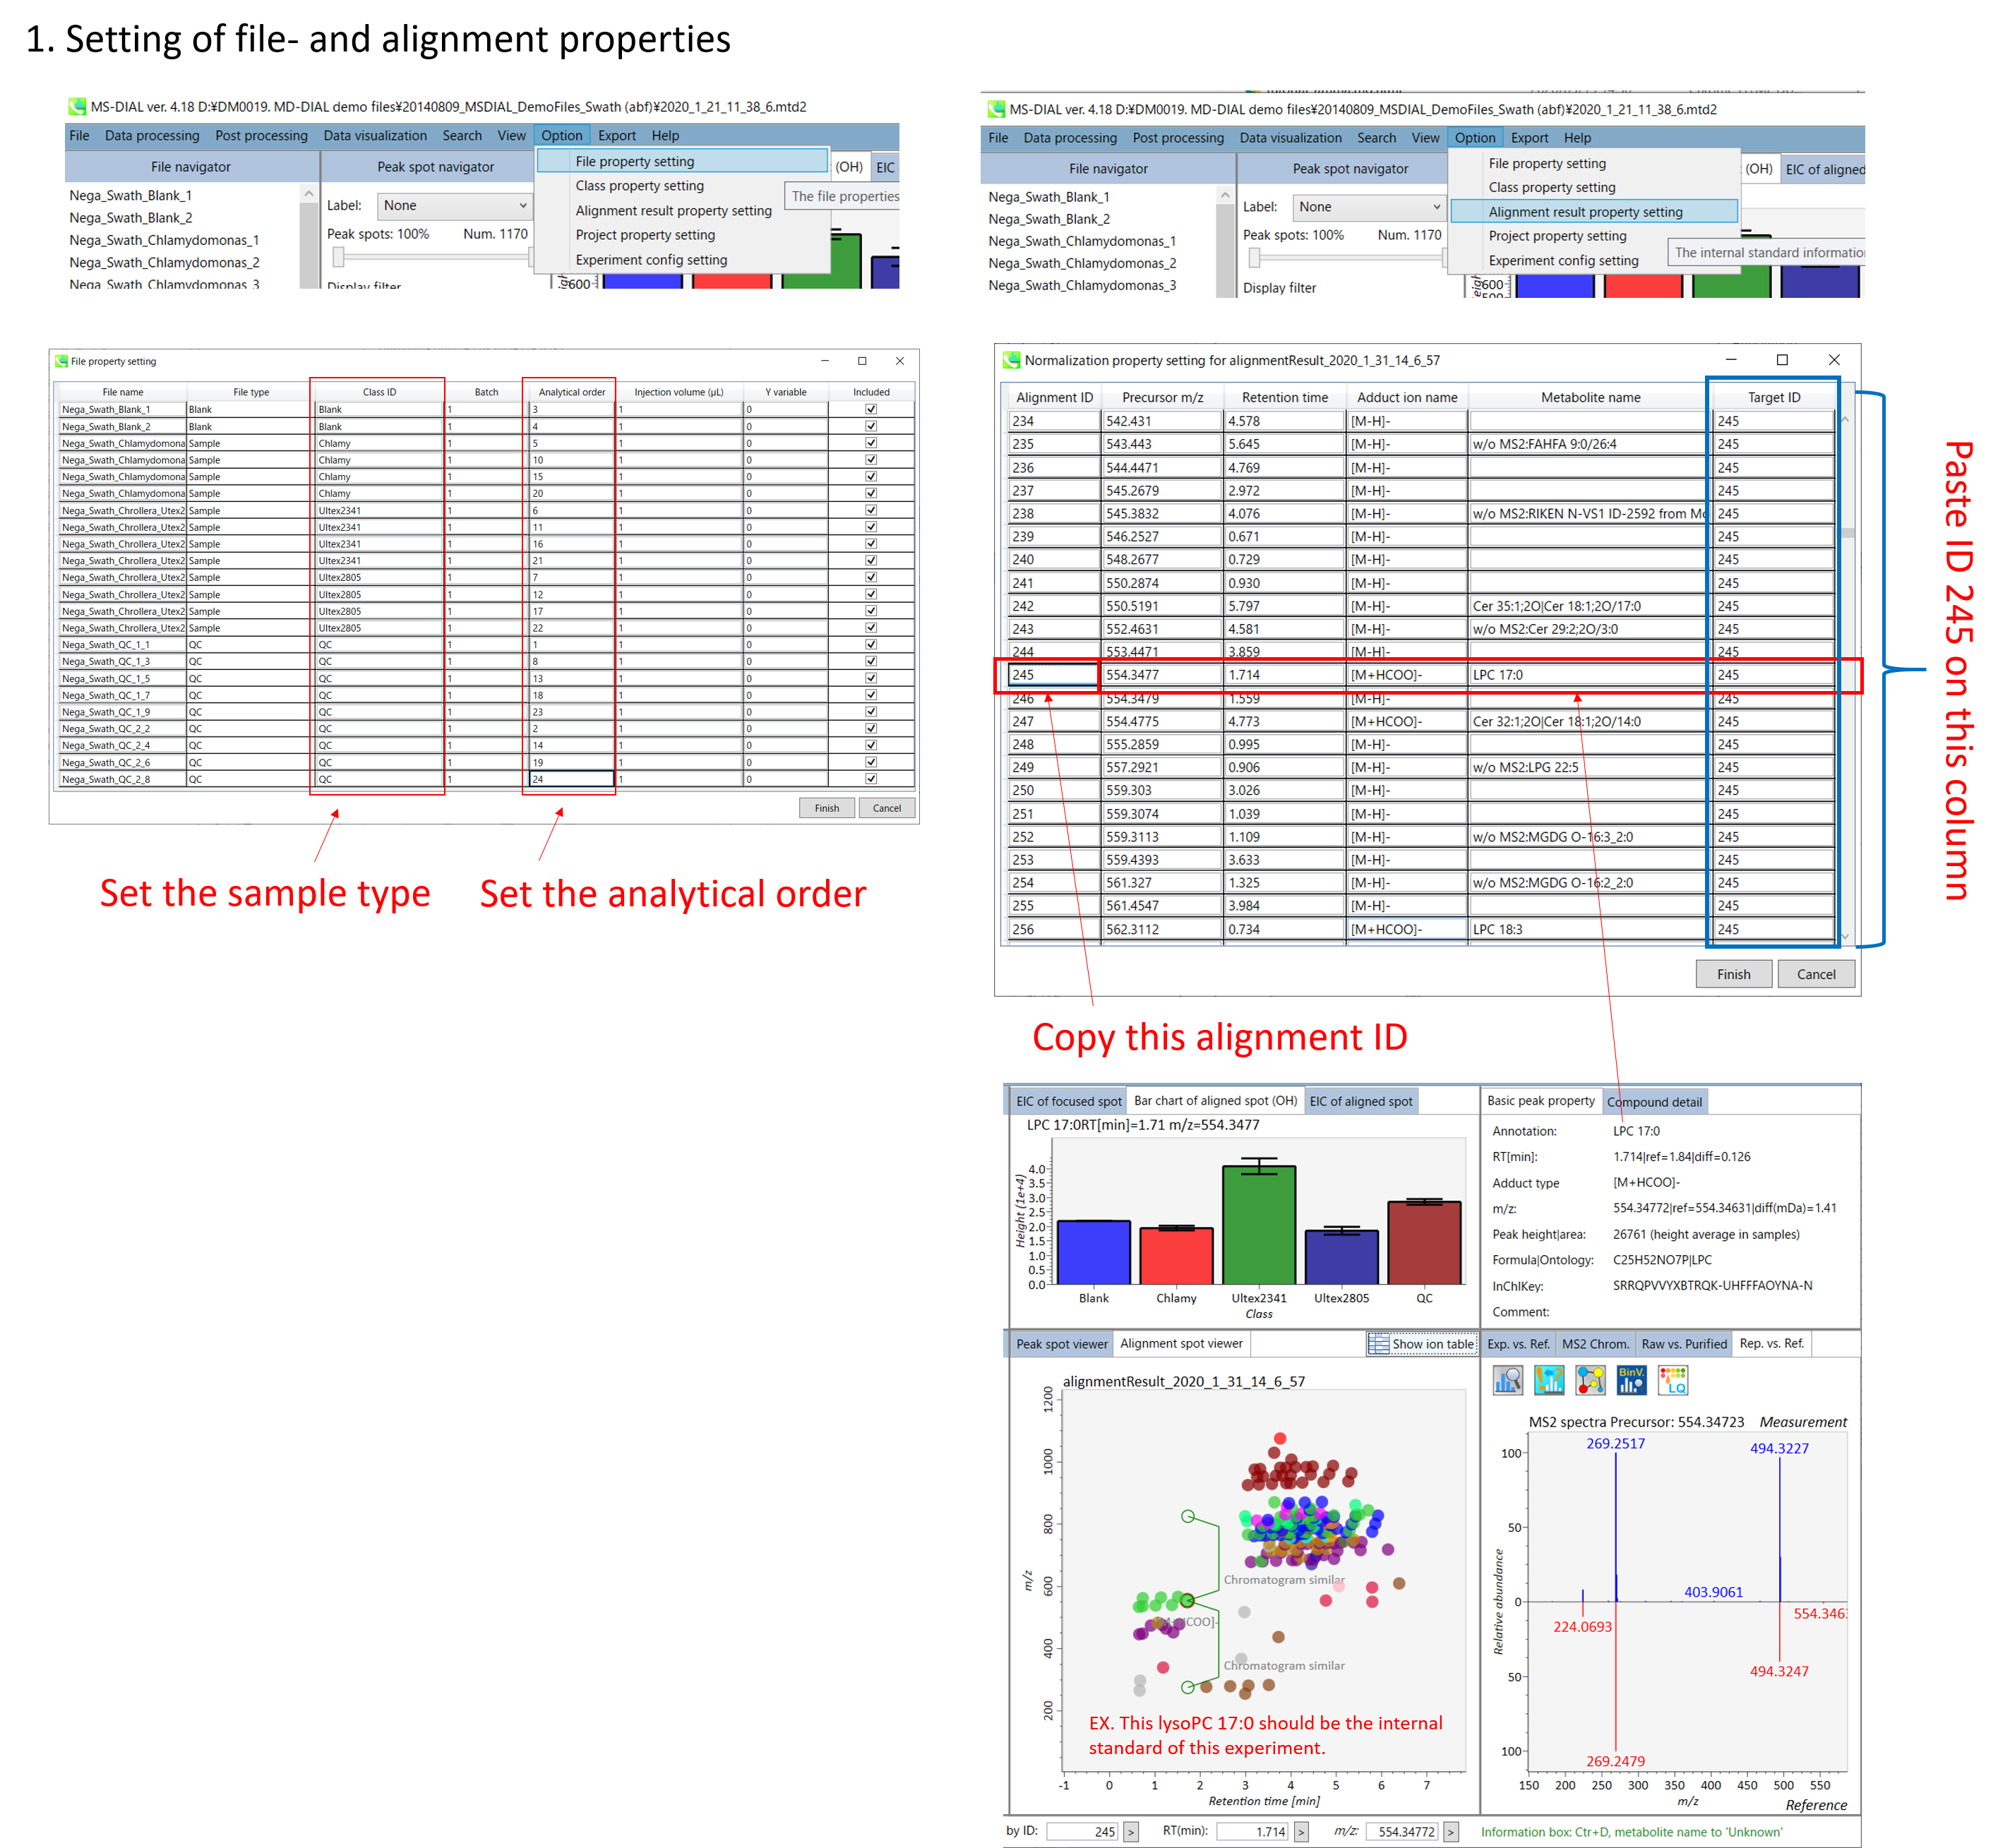 1. Setting of file- and alignment properties
MS-DIAL ver. 4.18 D:¥DM0019. MD-DIAL demo files¥20140809_MSDIAL_DemoFiles_Swath (abf)¥2020_1_21_11_38_6.mtd2
File Data processing Post processing Data visualization Search View Option Export Help
File navigator Peak spot navigator (OH) EIC
File property setting
Class property setting
Alignment result property setting
Project property setting
Experiment config setting
The file properties
Nega_Swath_Blank_1
Nega_Swath_Blank_2
Nega_Swath_Chlamydomonas_1
Nega_Swath_Chlamydomonas_2
Nega_Swath_Chlamydomonas_3
Label: None
Peak spots: 100% Num. 1170
Display filter
600
MS-DIAL ver. 4.18 D:¥DM0019. MD-DIAL demo files¥20140809_MSDIAL_DemoFiles_Swath (abf)¥2020_1_21_11_38_6.mtd2
File Data processing Post processing Data visualization Search View Option Export Help
File navigator Peak spot navigator (OH) EIC of aligned
File property setting
Class property setting
Alignment result property setting
Project property setting
Experiment config setting
The internal standard informatio
Nega_Swath_Blank_1
Nega_Swath_Blank_2
Nega_Swath_Chlamydomonas_1
Nega_Swath_Chlamydomonas_2
Nega_Swath_Chlamydomonas_3
Label: None
Peak spots: 100% Num. 1170
Display filter
600
File property setting
File name File type Class ID Batch Analytical order Injection volume (μL) Y variable Included
Nega_Swath_Blank_1 Blank Blank 1 3 1 0
Nega_Swath_Blank_2 Blank Blank 1 4 1 0
Nega_Swath_Chlamydomona Sample Chlamy 1 5 1 0
Nega_Swath_Chlamydomona Sample Chlamy 1 10 1 0
Nega_Swath_Chlamydomona Sample Chlamy 1 15 1 0
Nega_Swath_Chlamydomona Sample Chlamy 1 20 1 0
Nega_Swath_Chrollera_Utex2 Sample Ultex2341 1 6 1 0
Nega_Swath_Chrollera_Utex2 Sample Ultex2341 1 11 1 0
Nega_Swath_Chrollera_Utex2 Sample Ultex2341 1 16 1 0
Nega_Swath_Chrollera_Utex2 Sample Ultex2341 1 21 1 0
Nega_Swath_Chrollera_Utex2 Sample Ultex2805 1 7 1 0
Nega_Swath_Chrollera_Utex2 Sample Ultex2805 1 12 1 0
Nega_Swath_Chrollera_Utex2 Sample Ultex2805 1 17 1 0
Nega_Swath_Chrollera_Utex2 Sample Ultex2805 1 22 1 0
Nega_Swath_QC_1_1 QC QC 1 1 1 0
Nega_Swath_QC_1_3 QC QC 1 8 1 0
Nega_Swath_QC_1_5 QC QC 1 13 1 0
Nega_Swath_QC_1_7 QC QC 1 18 1 0
Nega_Swath_QC_1_9 QC QC 1 23 1 0
Nega_Swath_QC_2_2 QC QC 1 2 1 0
Nega_Swath_QC_2_4 QC QC 1 14 1 0
Nega_Swath_QC_2_6 QC QC 1 19 1 0
Nega_Swath_QC_2_8 QC QC 1 24 1 0
Finish Cancel
Set the sample type Set the analytical order
Normalization property setting for alignmentResult_2020_1_31_14_6_57
Alignment ID Precursor m/z Retention time Adduct ion name Metabolite name Target ID
234 542.431 4.578 [M-H]- 245
235 543.443 5.645 [M-H]- w/o MS2:FAHFA 9:0/26:4 245
236 544.4471 4.769 [M-H]- 245
237 545.2679 2.972 [M-H]- 245
238 545.3832 4.076 [M-H]- w/o MS2:RIKEN N-VS1 ID-2592 from Mo 245
239 546.2527 0.671 [M-H]- 245
240 548.2677 0.729 [M-H]- 245
241 550.2874 0.930 [M-H]- 245
242 550.5191 5.797 [M-H]- Cer 35:1;2O|Cer 18:1;2O/17:0 245
243 552.4631 4.581 [M-H]- w/o MS2:Cer 29:2;2O/3:0 245
244 553.4471 3.859 [M-H]- 245
245 554.3477 1.714 [M+HCOO]- LPC 17:0 245
246 554.3479 1.559 [M-H]- 245
247 554.4775 4.773 [M+HCOO]- Cer 32:1;2O|Cer 18:1;2O/14:0 245
248 555.2859 0.995 [M-H]- 245
249 557.2921 0.906 [M-H]- w/o MS2:LPG 22:5 245
250 559.303 3.026 [M-H]- 245
251 559.3074 1.039 [M-H]- 245
252 559.3113 1.109 [M-H]- w/o MS2:MGDG O-16:3_2:0 245
253 559.4393 3.633 [M-H]- 245
254 561.327 1.325 [M-H]- w/o MS2:MGDG O-16:2_2:0 245
255 561.4547 3.984 [M-H]- 245
256 562.3112 0.734 [M+HCOO]- LPC 18:3 245
Finish Cancel
Paste ID 245 on this column
Copy this alignment ID
EIC of focused spot Bar chart of aligned spot (OH) EIC of aligned spot
LPC 17:0RT[min]=1.71 m/z=554.3477
Height (1e+4)
4.0
3.5
3.0
2.5
2.0
1.5
1.0
0.5
0.0
Blank Chlamy Ultex2341 Ultex2805 QC
Class
Basic peak property Compound detail
Annotation: LPC 17:0
RT[min]: 1.714|ref=1.84|diff=0.126
Adduct type [M+HCOO]-
m/z: 554.34772|ref=554.34631|diff(mDa)=1.41
Peak height|area: 26761 (height average in samples)
Formula|Ontology: C25H52NO7P|LPC
InChIKey: SRRQPVVYXBTRQK-UHFFFAOYNA-N
Comment:
Peak spot viewer Alignment spot viewer Show ion table
alignmentResult_2020_1_31_14_6_57
m/z
1200
1000
800
600
400
200
Chromatogram similar
COO]-
Chromatogram similar
EX. This lysoPC 17:0 should be the internal
standard of this experiment.
-1 0 1 2 3 4 5 6 7
Retention time [min]
Exp. vs. Ref. MS2 Chrom. Raw vs. Purified Rep. vs. Ref.
BinV.
LQ
MS2 spectra Precursor: 554.34723 Measurement
269.2517 494.3227
100
50
0
50
100
Relative abundance
403.9061
554.346
224.0693
494.3247
269.2479
150 200 250 300 350 400 450 500 550
m/z
Reference
by ID: 245 > RT(min): 1.714 > m/z: 554.34772 > Information box: Ctr+D, metabolite name to 'Unknown'